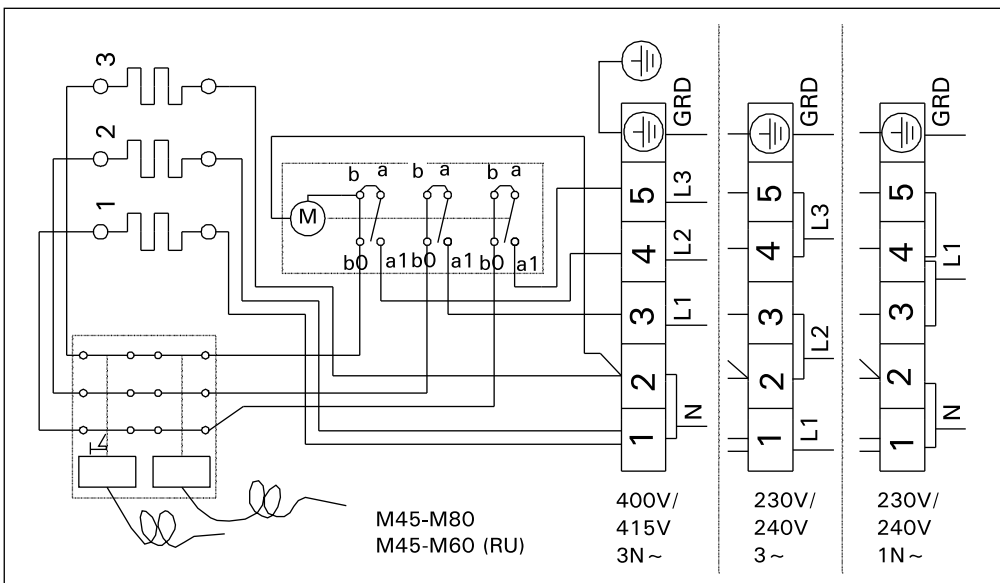 3
2
1
M
b a b a b a
b0 a1 b0 a1 b0 a1
GRD
5 L3
4 L2
3 L1
2
1 N
400V/
415V
3N~
GRD
5
4 L3
3
2 L2
1 L1
230V/
240V
3~
GRD
5
4 L1
3
2
1 N
230V/
240V
1N~
M45-M80
M45-M60 (RU)